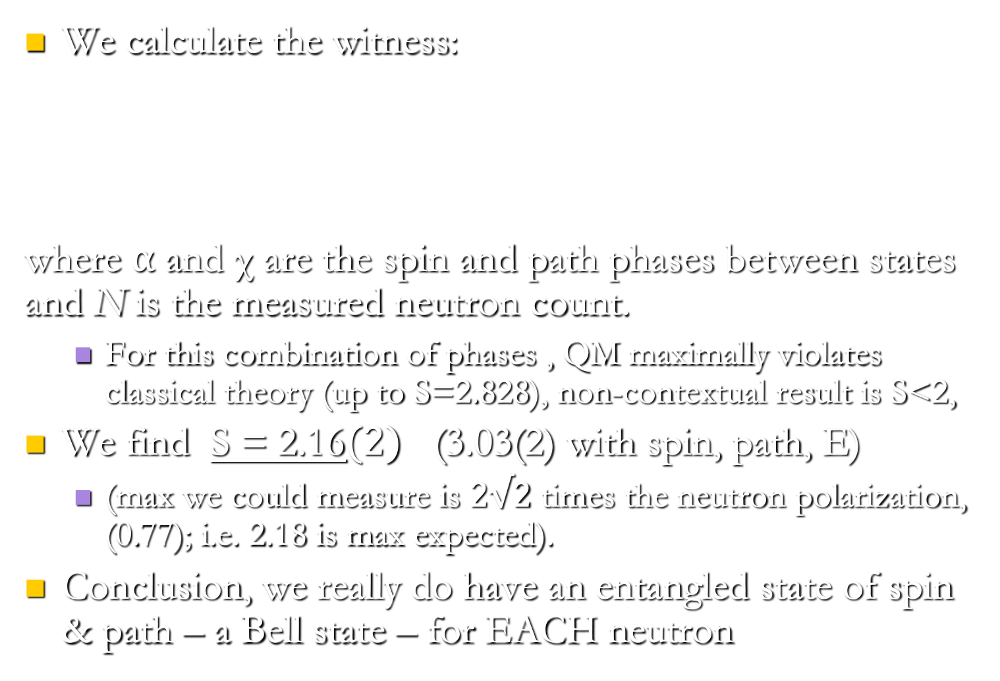 We calculate the witness:
where α and χ are the spin and path phases between states
and N is the measured neutron count.
For this combination of phases , QM maximally violates
classical theory (up to S=2.828), non-contextual result is S<2,
We find S = 2.16(2) (3.03(2) with spin, path, E)
(max we could measure is 2√2 times the neutron polarization,
(0.77); i.e. 2.18 is max expected).
Conclusion, we really do have an entangled state of spin
& path – a Bell state – for EACH neutron